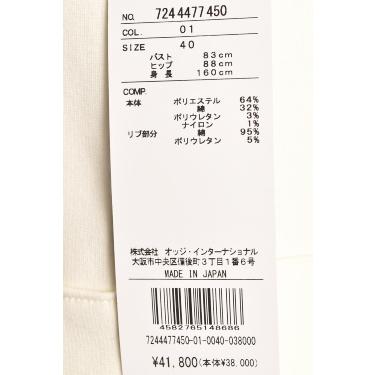 NO. 7244477450
COL. 01
SIZE 40
バスト 83cm
ヒップ 88cm
身長 160cm
COMP.
本体 ポリエステル 64%
綿 32%
ポリウレタン 3%
ナイロン 1%
リブ部分 綿 95%
ポリウレタン 5%
株式会社 オッジ・インターナショナル
大阪市中央区備後町3丁目1番6号
MADE IN JAPAN
4582765148686
7244477450-01-0040-038000
¥41,800(本体¥38,000)